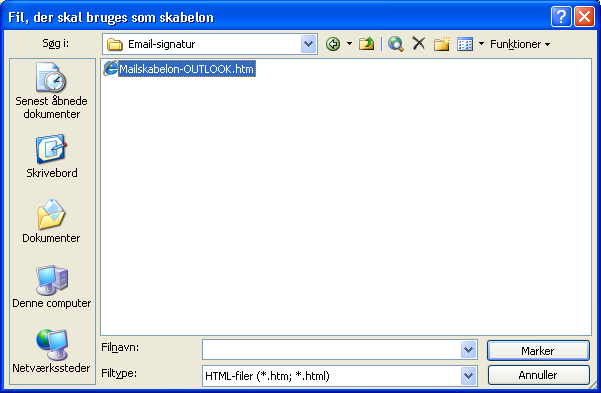 Fil, der skal bruges som skabelon
Søg i:
Email-signatur
Funktioner
Mailskabelon-OUTLOOK.htm
Senest åbnede
dokumenter
Skrivebord
Dokumenter
Denne computer
Netværkssteder
Filnavn:
Marker
Filtype:
HTML-filer (*.htm; *.html)
Annuller